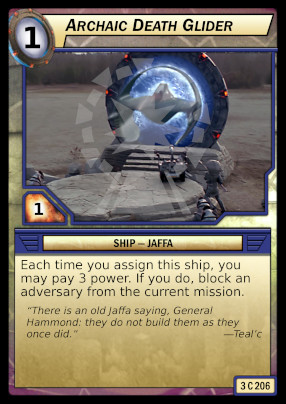 1
ARCHAIC DEATH GLIDER
1
SHIP – JAFFA
Each time you assign this ship, you
may pay 3 power. If you do, block an
adversary from the current mission.
“There is an old Jaffa saying, General
Hammond: they do not build them as they
once did.” —Teal’c
3 C 206